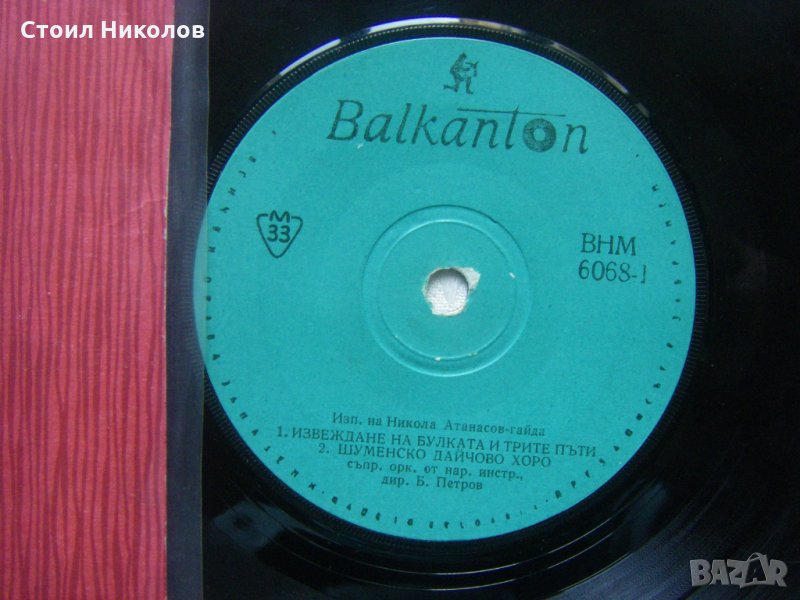 Стоил Николов
Balkanton
М
33
ВНМ
6068-1
Изп. на Никола Атанасов-гайда
1. ИЗВЕЖДАНЕ НА БУЛКАТА И ТРИТЕ ПЪТИ
2. ШУМЕНСКО ДАЙЧОВО ХОРО
съпр. орк. от нар. инстр.,
дир. Б. Петров
BAZAR